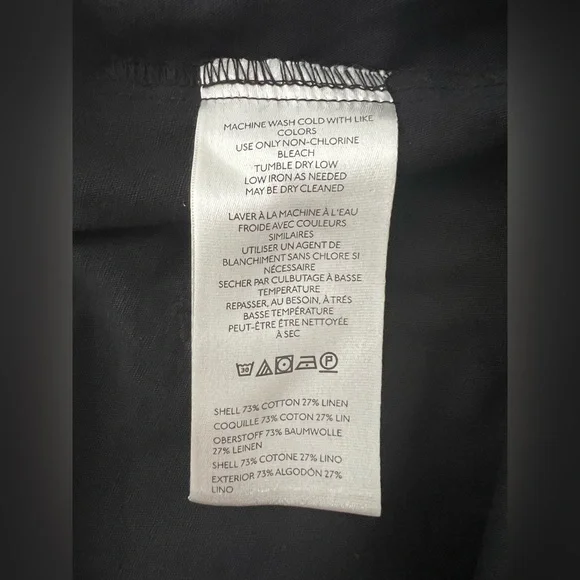 MACHINE WASH COLD WITH LIKE
COLORS
USE ONLY NON-CHLORINE
BLEACH
TUMBLE DRY LOW
LOW IRON AS NEEDED
MAY BE DRY CLEANED
LAVER À LA MACHINE À L'EAU
FROIDE AVEC COULEURS
SIMILAIRES
UTILISER UN AGENT DE
BLANCHIMENT SANS CHLORE SI
NÉCESSAIRE
SECHER PAR CULBUTAGE À BASSE
TEMPERATURE
REPASSER, AU BESOIN, À TRÉS
BASSE TEMPÉRATURE
PEUT-ÊTRE ÊTRE NETTOYÉE
À SEC
30 P
SHELL 73% COTTON 27% LINEN
COQUILLE 73% COTON 27% LIN
OBERSTOFF 73% BAUMWOLLE
27% LEINEN
SHELL 73% COTONE 27% LINO
EXTERIOR 73% ALGODÓN 27%
LINO